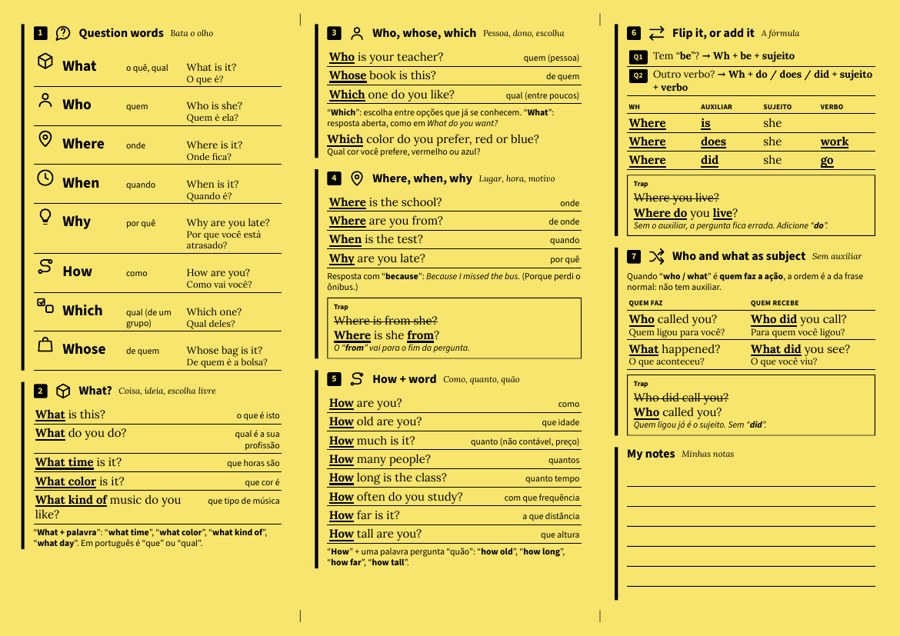 1 Question words Bata o olho
What o quê, qual What is it?
O que é?
Who quem Who is she?
Quem é ela?
Where onde Where is it?
Onde fica?
When quando When is it?
Quando é?
Why por quê Why are you late?
Por que você está
atrasado?
How como How are you?
Como vai você?
Which qual (de um
grupo) Which one?
Qual deles?
Whose de quem Whose bag is it?
De quem é a bolsa?
2 What? Coisa, ideia, escolha livre
What is this? o que é isto
What do you do? qual é a sua
profissão
What time is it? que horas são
What color is it? que cor é
What kind of music do you
like? que tipo de música
“What + palavra”: “what time”, “what color”, “what kind of”,
“what day”. Em português é “que” ou “qual”.
3 Who, whose, which Pessoa, dono, escolha
Who is your teacher? quem (pessoa)
Whose book is this? de quem
Which one do you like? qual (entre poucos)
“Which”: escolha entre opções que já se conhecem. “What”:
resposta aberta, como em What do you want?
Which color do you prefer, red or blue?
Qual cor você prefere, vermelho ou azul?
4 Where, when, why Lugar, hora, motivo
Where is the school? onde
Where are you from? de onde
When is the test? quando
Why are you late? por quê
Resposta com “because”: Because I missed the bus. (Porque perdi o
ônibus.)
Trap
Where is from she?
Where is she from?
O “from” vai para o fim da pergunta.
5 How + word Como, quanto, quão
How are you? como
How old are you? que idade
How much is it? quanto (não contável, preço)
How many people? quantos
How long is the class? quanto tempo
How often do you study? com que frequência
How far is it? a que distância
How tall are you? que altura
“How” + uma palavra pergunta “quão”: “how old”, “how long”,
“how far”, “how tall”.
6 Flip it, or add it A fórmula
Q1 Tem “be”? → Wh + be + sujeito
Q2 Outro verbo? → Wh + do / does / did + sujeito
+ verbo
WH AUXILIAR SUJEITO VERBO
Where is she
Where does she work
Where did she go
Trap
Where you live?
Where do you live?
Sem o auxiliar, a pergunta fica errada. Adicione “do”.
7 Who and what as subject Sem auxiliar
Quando “who / what” é quem faz a ação, a ordem é a da frase
normal: não tem auxiliar.
QUEM FAZ QUEM RECEBE
Who called you? Who did you call?
Quem ligou para você? Para quem você ligou?
What happened? What did you see?
O que aconteceu? O que você viu?
Trap
Who did call you?
Who called you?
Quem ligou já é o sujeito. Sem “did”.
My notes Minhas notas